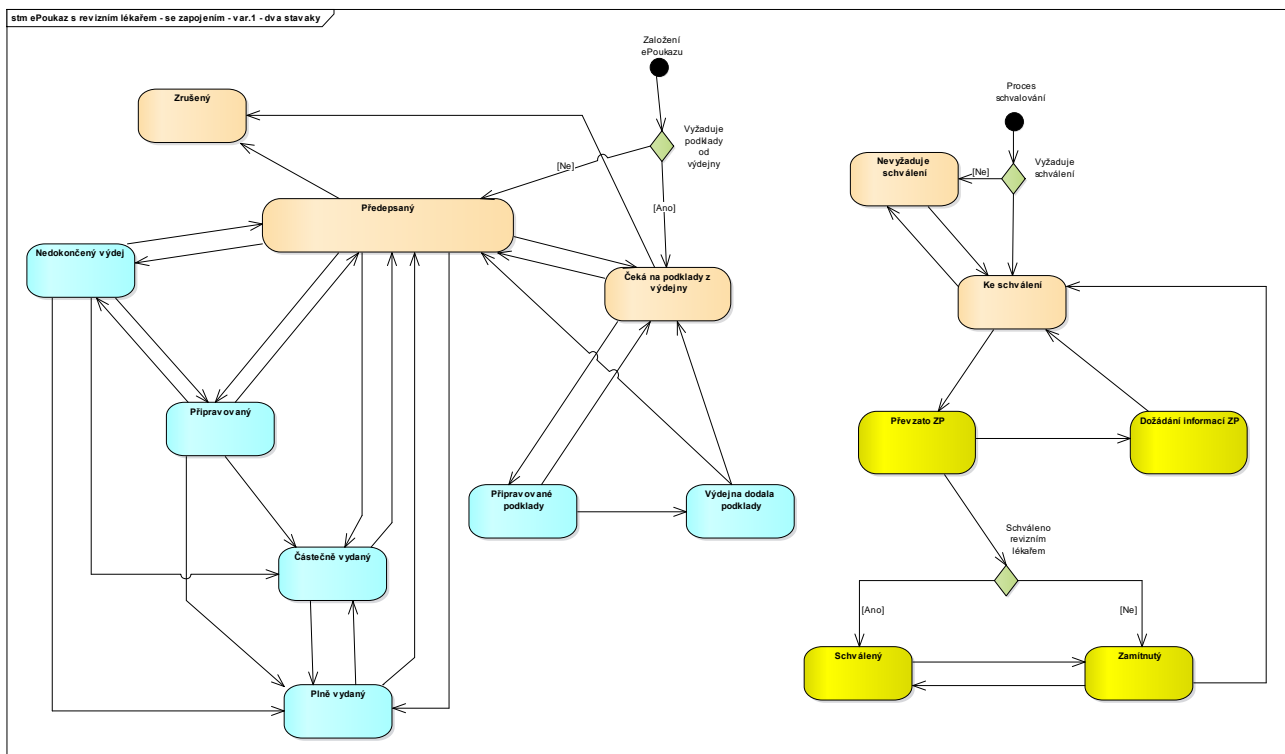 stm ePoukaz s revizním lékařem - se zapojením - var.1 - dva stavaky
Založení
ePoukazu
Zrušený
Vyžaduje
podklady
od
výdejny
[Ne]
[Ano]
Předepsaný
Nedokončený výdej
Čeká na podklady z
výdejny
Připravovaný
Připravované
podklady
Výdejna dodala
podklady
Částečně vydaný
Plně vydaný
Proces
schvalování
Nevyžaduje
schválení
[Ne]
Vyžaduje
schválení
Ke schválení
Převzato ZP
Dožádání informací ZP
Schváleno
revizním
lékařem
[Ano]
[Ne]
Schválený
Zamítnutý